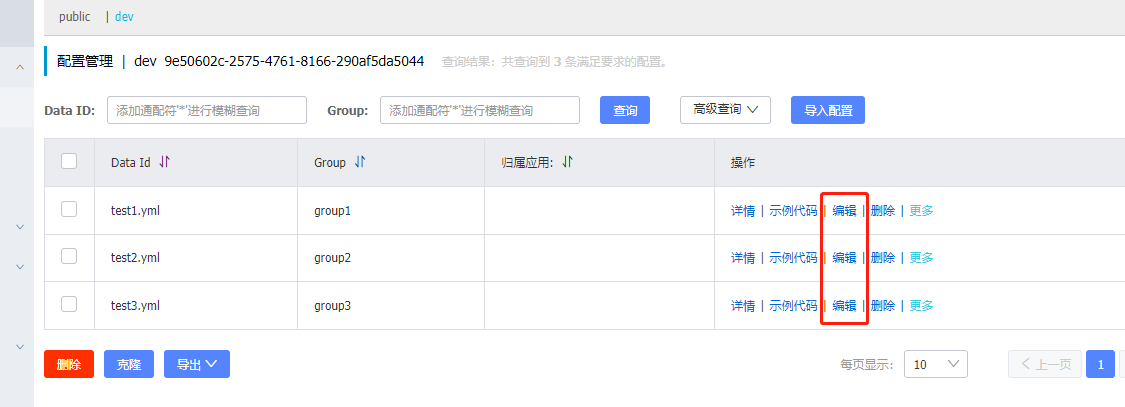 public | dev
配置管理 | dev 9e50602c-2575-4761-8166-290af5da5044 查询结果：共查询到 3 条满足要求的配置。
Data ID: 添加通配符'*'进行模糊查询 Group: 添加通配符'*'进行模糊查询 查询 高级查询 导入配置
Data Id Group 归属应用: 操作
test1.yml group1 详情 | 示例代码 | 编辑 | 删除 | 更多
test2.yml group2 详情 | 示例代码 | 编辑 | 删除 | 更多
test3.yml group3 详情 | 示例代码 | 编辑 | 删除 | 更多
删除 克隆 导出 每页显示: 10 上一页 1